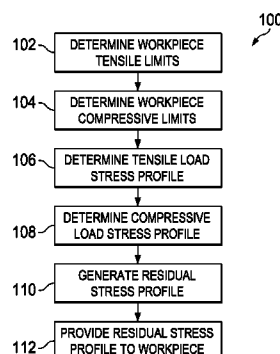 100
102
DETERMINE WORKPIECE
TENSILE LIMITS
104
DETERMINE WORKPIECE
COMPRESSIVE LIMITS
106
DETERMINE TENSILE LOAD
STRESS PROFILE
108
DETERMINE COMPRESSIVE
LOAD STRESS PROFILE
110
GENERATE RESIDUAL
STRESS PROFILE
112
PROVIDE RESIDUAL STRESS
PROFILE TO WORKPIECE